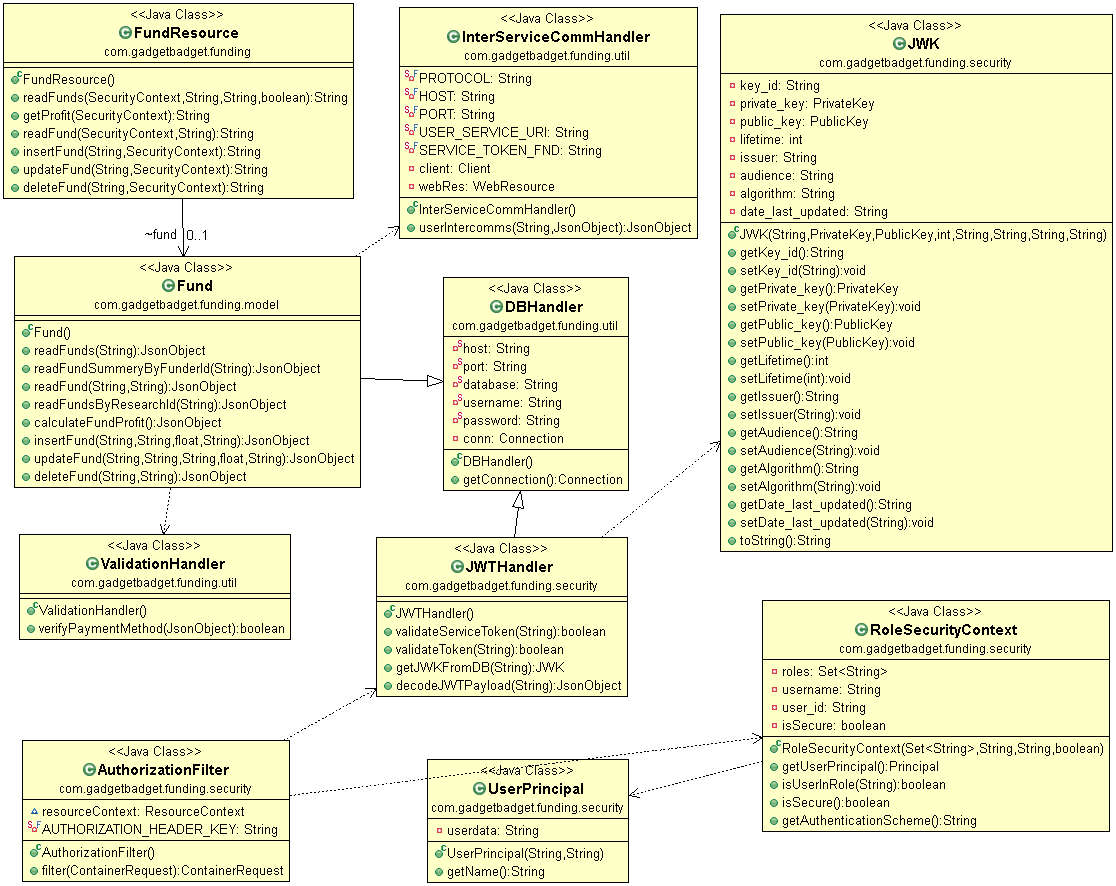 <<Java Class>>
FundResource
com.gadgetbadget.funding
FundResource()
readFunds(SecurityContext,String,String,boolean):String
getProfit(SecurityContext):String
readFund(SecurityContext,String):String
insertFund(String,SecurityContext):String
updateFund(String,SecurityContext):String
deleteFund(String,SecurityContext):String
<<Java Class>>
InterServiceCommHandler
com.gadgetbadget.funding.util
PROTOCOL: String
HOST: String
PORT: String
USER_SERVICE_URI: String
SERVICE_TOKEN_FND: String
client: Client
webRes: WebResource
InterServiceCommHandler()
userIntercomms(String,JsonObject):JsonObject
<<Java Class>>
JWK
com.gadgetbadget.funding.security
key_id: String
private_key: PrivateKey
public_key: PublicKey
lifetime: int
issuer: String
audience: String
algorithm: String
date_last_updated: String
JWK(String,PrivateKey,PublicKey,int,String,String,String,String)
getKey_id():String
setKey_id(String):void
getPrivate_key():PrivateKey
setPrivate_key(PrivateKey):void
getPublic_key():PublicKey
setPublic_key(PublicKey):void
getLifetime():int
setLifetime(int):void
getIssuer():String
setIssuer(String):void
getAudience():String
setAudience(String):void
getAlgorithm():String
setAlgorithm(String):void
getDate_last_updated():String
setDate_last_updated(String):void
toString():String
~fund 0..1
<<Java Class>>
Fund
com.gadgetbadget.funding.model
Fund()
readFunds(String):JsonObject
readFundSummeryByFunderId(String):JsonObject
readFund(String,String):JsonObject
readFundsByResearchId(String):JsonObject
calculateFundProfit():JsonObject
insertFund(String,String,float,String):JsonObject
updateFund(String,String,String,float,String):JsonObject
deleteFund(String,String):JsonObject
<<Java Class>>
DBHandler
com.gadgetbadget.funding.util
host: String
port: String
database: String
username: String
password: String
conn: Connection
DBHandler()
getConnection():Connection
<<Java Class>>
ValidationHandler
com.gadgetbadget.funding.util
ValidationHandler()
verifyPaymentMethod(JsonObject):boolean
<<Java Class>>
JWTHandler
com.gadgetbadget.funding.security
JWTHandler()
validateServiceToken(String):boolean
validateToken(String):boolean
getJWKFromDB(String):JWK
decodeJWTPayload(String):JsonObject
<<Java Class>>
RoleSecurityContext
com.gadgetbadget.funding.security
roles: Set<String>
username: String
user_id: String
isSecure: boolean
RoleSecurityContext(Set<String>,String,String,boolean)
getUserPrincipal():Principal
isUserInRole(String):boolean
isSecure():boolean
getAuthenticationScheme():String
<<Java Class>>
AuthorizationFilter
com.gadgetbadget.funding.security
resourceContext: ResourceContext
AUTHORIZATION_HEADER_KEY: String
AuthorizationFilter()
filter(ContainerRequest):ContainerRequest
<<Java Class>>
UserPrincipal
com.gadgetbadget.funding.security
userdata: String
UserPrincipal(String,String)
getName():String